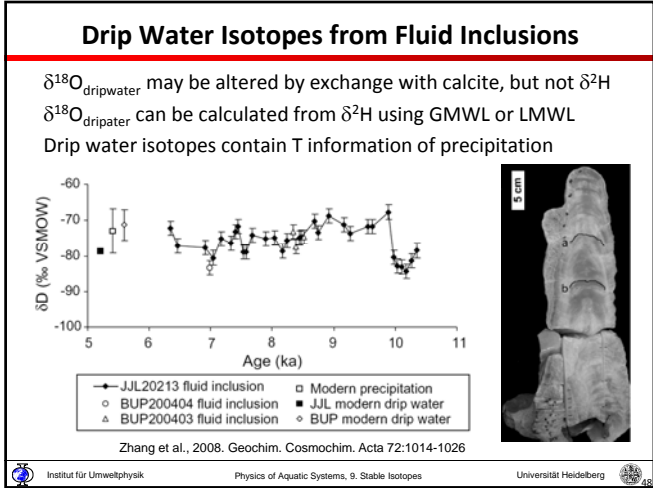 Drip Water Isotopes from Fluid Inclusions
δ¹⁸O_dripwater may be altered by exchange with calcite, but not δ²H
δ¹⁸O_dripater can be calculated from δ²H using GMWL or LMWL
Drip water isotopes contain T information of precipitation
-60
-70
-80
-90
-100
δD (‰ VSMOW)
5 6 7 8 9 10 11
Age (ka)
JJL20213 fluid inclusion
BUP200404 fluid inclusion
BUP200403 fluid inclusion
Modern precipitation
JJL modern drip water
BUP modern drip water
5 cm
a
b
Zhang et al., 2008. Geochim. Cosmochim. Acta 72:1014-1026
Institut für Umweltphysik Physics of Aquatic Systems, 9. Stable Isotopes Universität Heidelberg 48